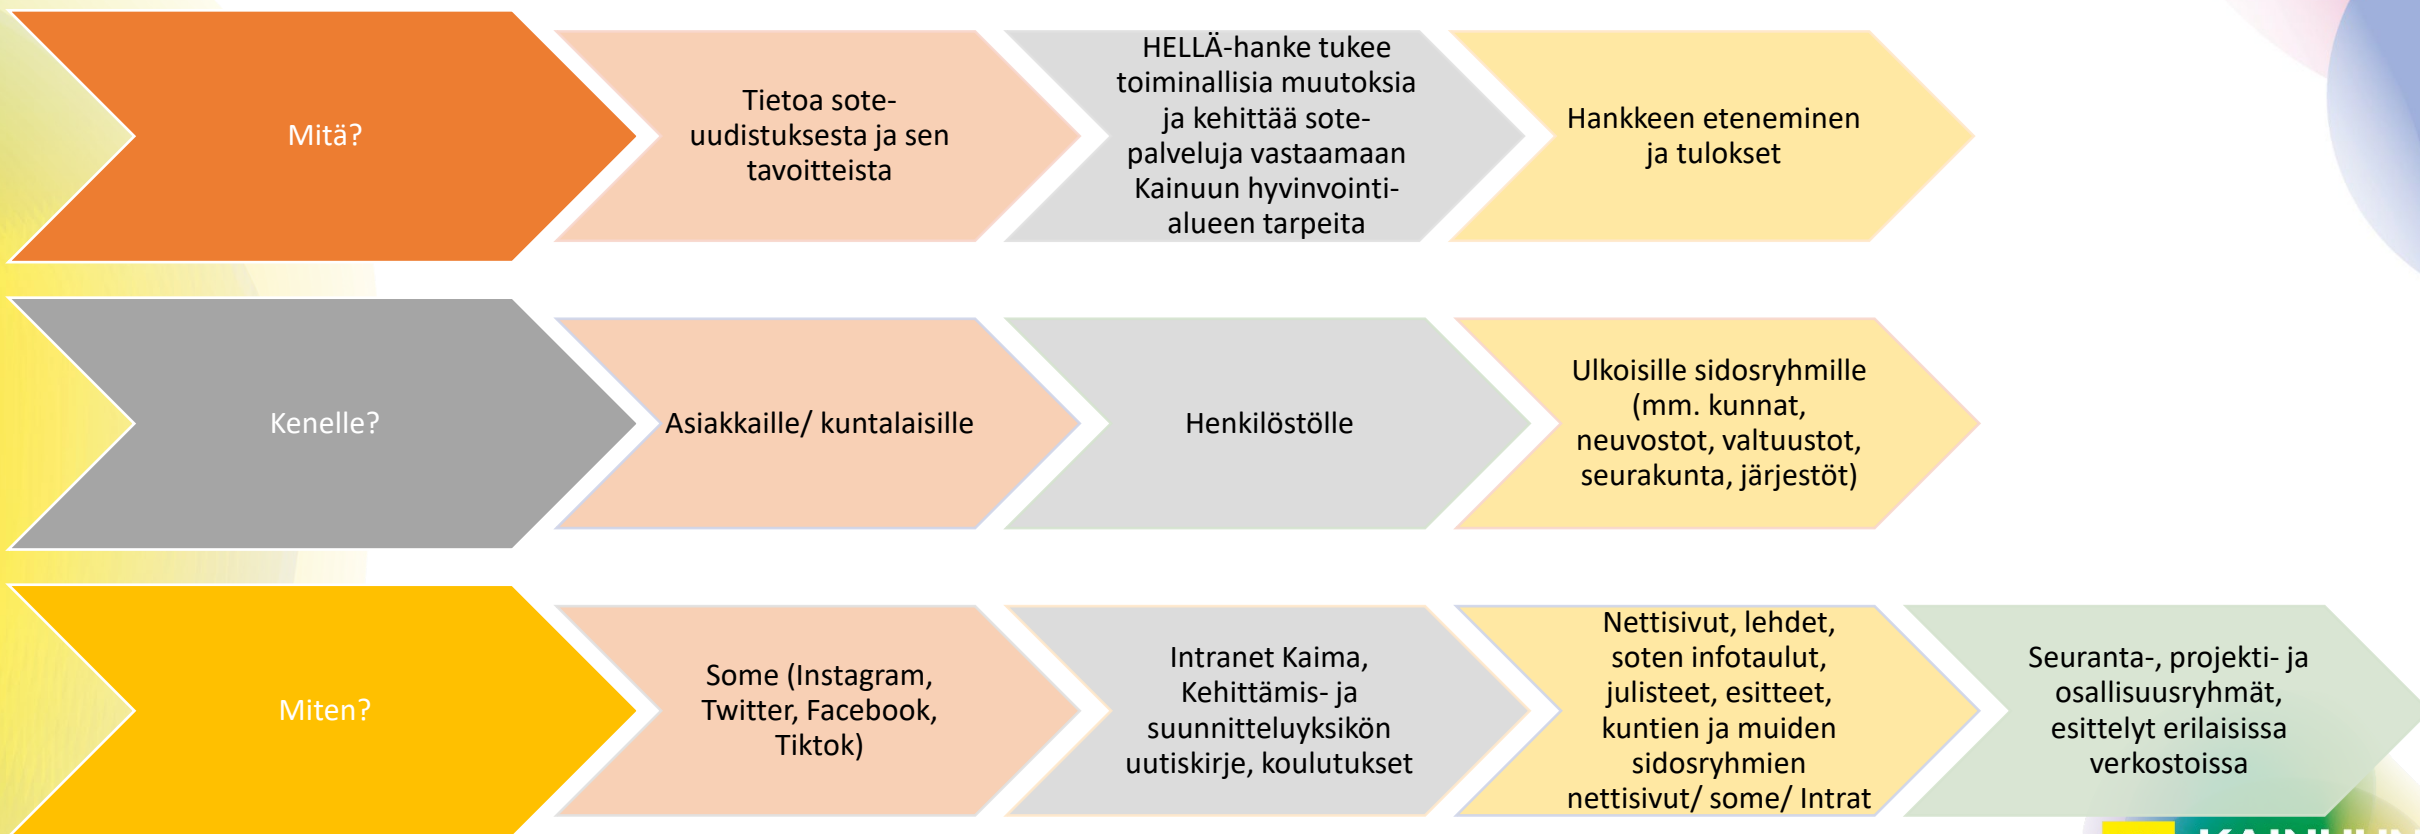 Mitä?
Tietoa sote-
uudistuksesta ja sen
tavoitteista
HELLÄ-hanke tukee
toiminallisia muutoksia
ja kehittää sote-
palveluja vastaamaan
Kainuun hyvinvointi-
alueen tarpeita
Hankkeen eteneminen
ja tulokset
Kenelle?
Asiakkaille/ kuntalaisille
Henkilöstölle
Ulkoisille sidosryhmille
(mm. kunnat,
neuvostot, valtuustot,
seurakunta, järjestöt)
Miten?
Some (Instagram,
Twitter, Facebook,
Tiktok)
Intranet Kaima,
Kehittämis- ja
suunnitteluyksikön
uutiskirje, koulutukset
Nettisivut, lehdet,
soten infotaulut,
julisteet, esitteet,
kuntien ja muiden
sidosryhmien
nettisivut/ some/ Intrat
Seuranta-, projekti- ja
osallisuusryhmät,
esittelyt erilaisissa
verkostoissa